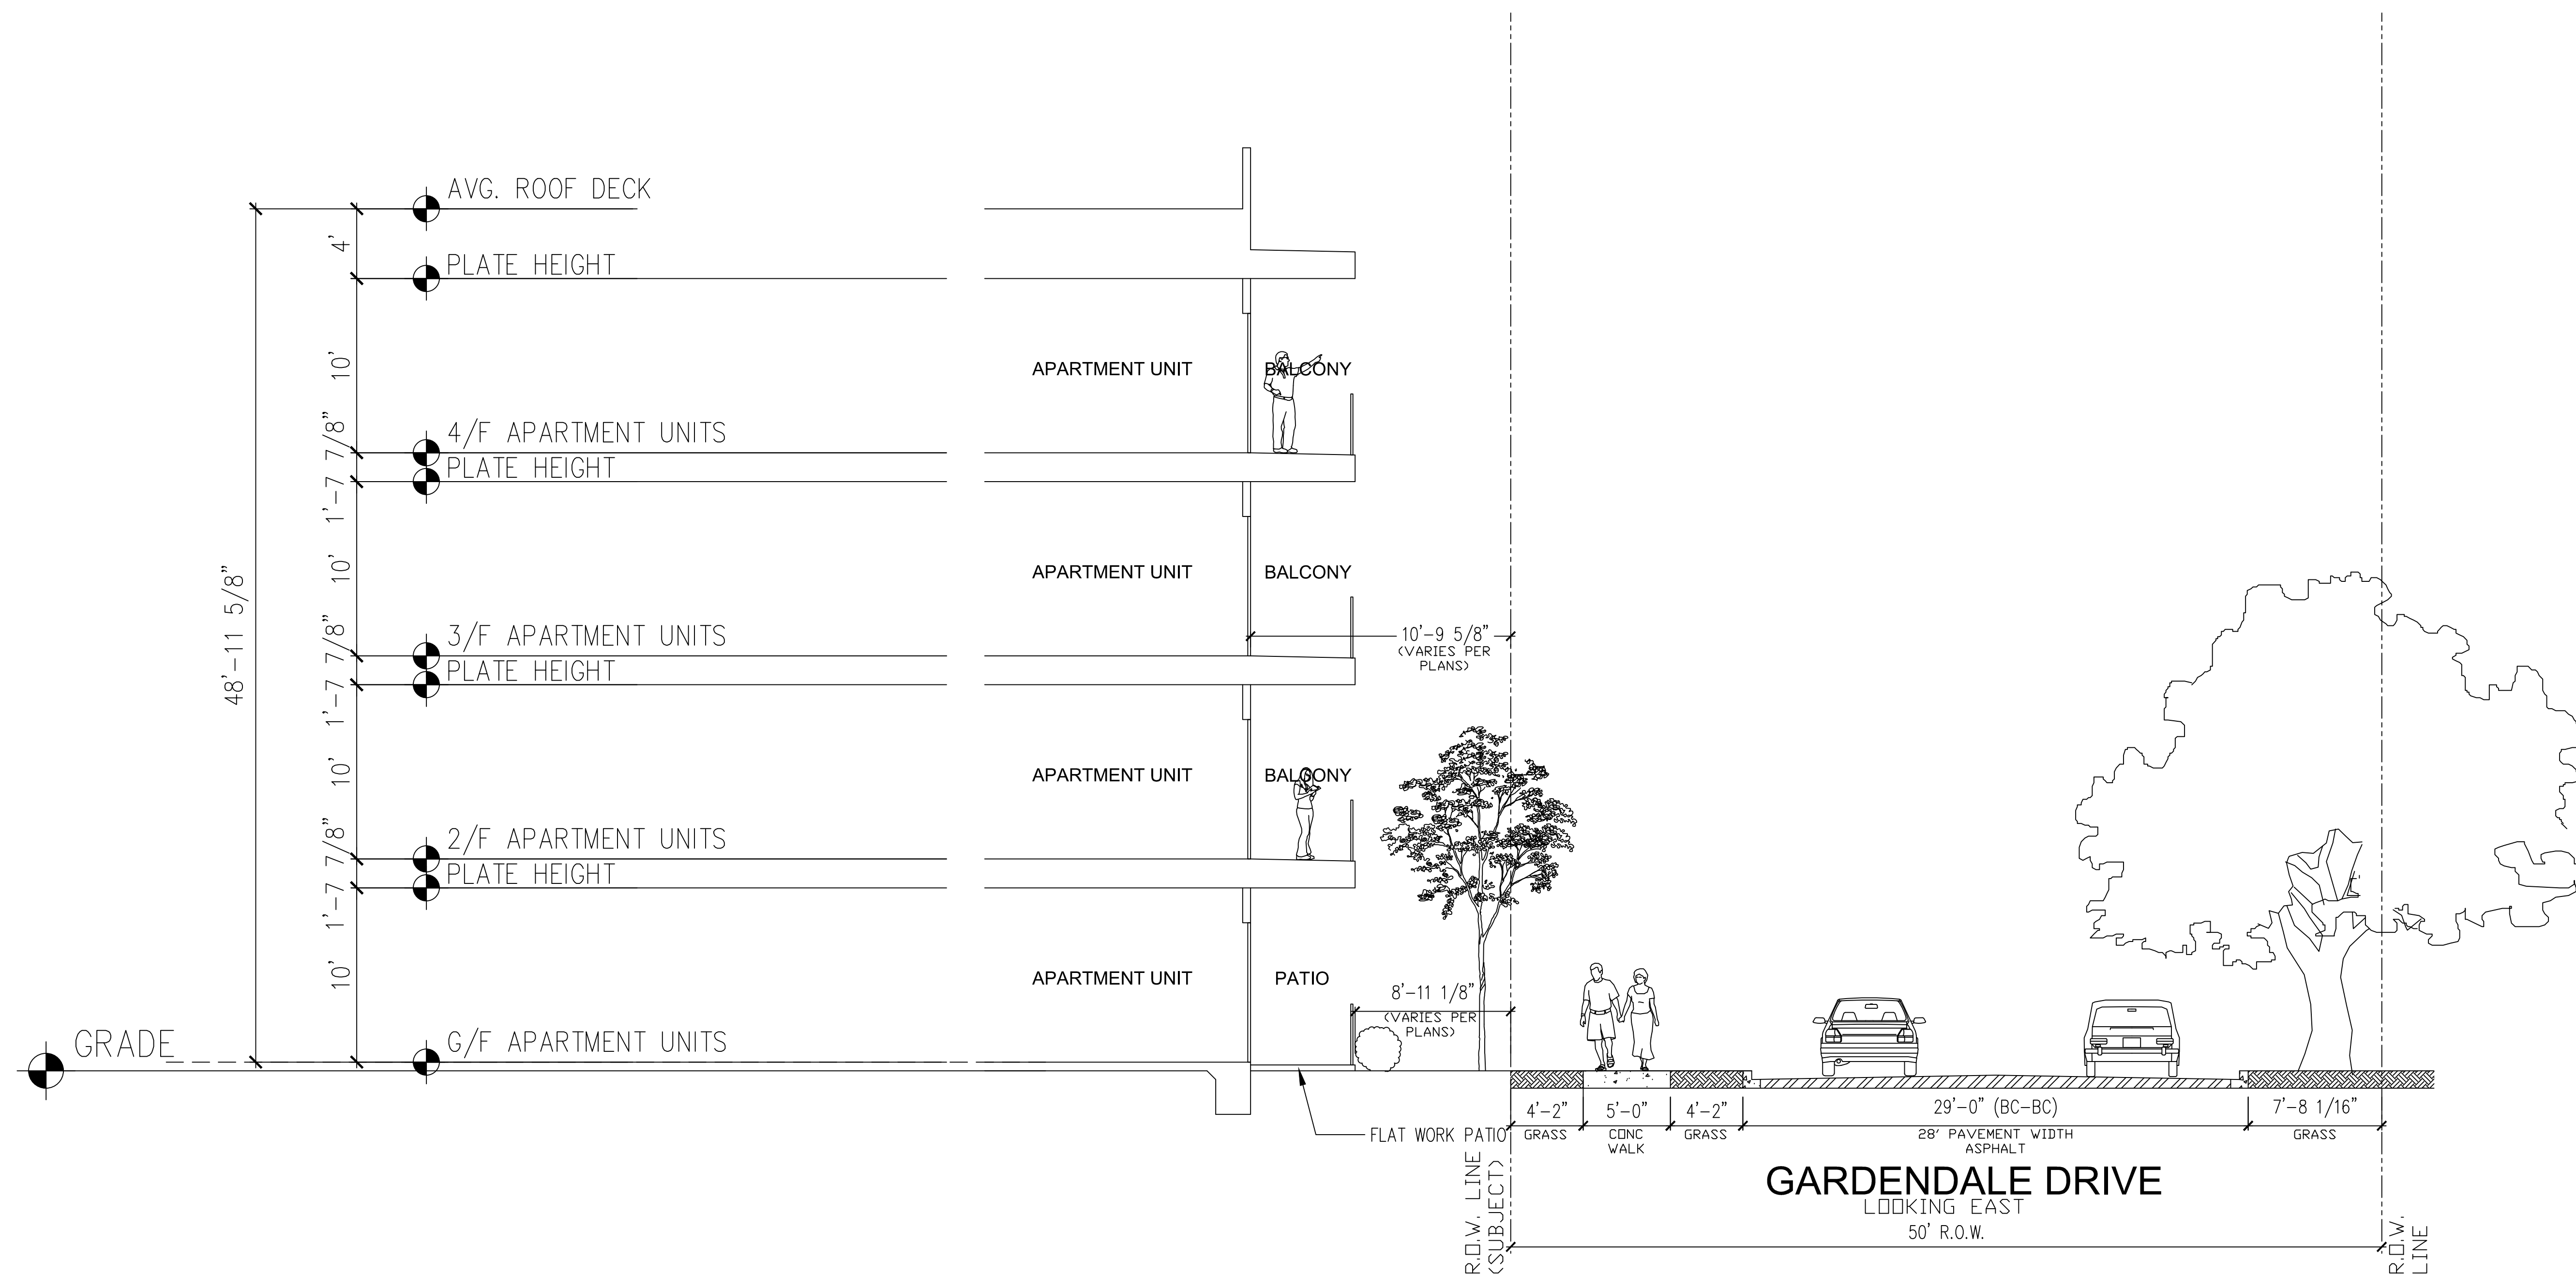 AVG. ROOF DECK
4'
PLATE HEIGHT
10'
APARTMENT UNIT
BALCONY
4/F APARTMENT UNITS
1'-7 7/8"
PLATE HEIGHT
10'
APARTMENT UNIT
BALCONY
48'-11 5/8"
3/F APARTMENT UNITS
1'-7 7/8"
PLATE HEIGHT
10'-9 5/8"
(VARIES PER
PLANS)
10'
APARTMENT UNIT
BALCONY
2/F APARTMENT UNITS
1'-7 7/8"
PLATE HEIGHT
10'
APARTMENT UNIT
PATIO
8'-11 1/8"
(VARIES PER
PLANS)
GRADE
G/F APARTMENT UNITS
FLAT WORK PATIO
4'-2"
GRASS
5'-0"
CONC
WALK
4'-2"
GRASS
29'-0" (BC-BC)
28' PAVEMENT WIDTH
ASPHALT
7'-8 1/16"
GRASS
R.O.W. LINE
(SUBJECT)
GARDENDALE DRIVE
LOOKING EAST
50' R.O.W.
R.O.W.
LINE